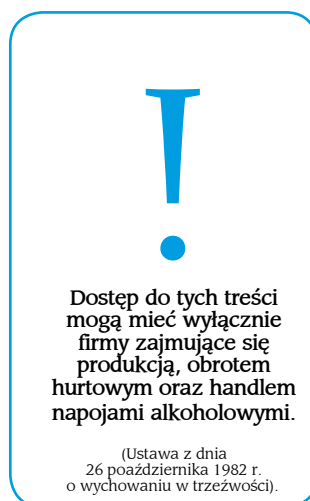 !
Dostęp do tych treści
mogą mieć wyłącznie
firmy zajmujące się
produkcją, obrotem
hurtowym oraz handlem
napojami alkoholowymi.
(Ustawa z dnia
26 poaździernika 1982 r.
o wychowaniu w trzeźwości).